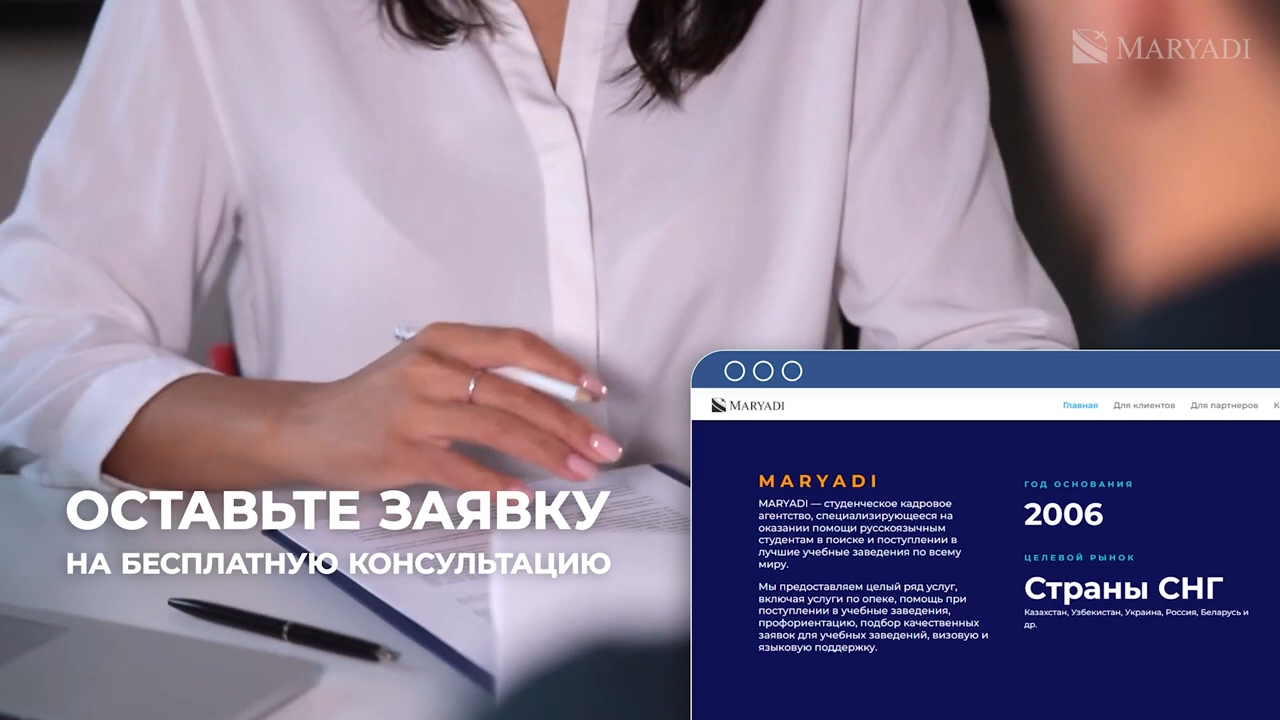 MARYADI
ОСТАВЬТЕ ЗАЯВКУ
НА БЕСПЛАТНУЮ КОНСУЛЬТАЦИЮ
MARYADI
Главная Для клиентов Для партнеров К
MARYADI
MARYADI — студенческое кадровое
агентство, специализирующееся на
оказании помощи русскоязычным
студентам в поиске и поступлении в
лучшие учебные заведения по всему
миру.
Мы предоставляем целый ряд услуг,
включая услуги по опеке, помощь при
поступлении в учебные заведения,
профориентацию, подбор качественных
заявок для учебных заведений, визовую и
языковую поддержку.
ГОД ОСНОВАНИЯ
2006
ЦЕЛЕВОЙ РЫНОК
Страны СНГ
Казахстан, Узбекистан, Украина, Россия, Беларусь и
др.